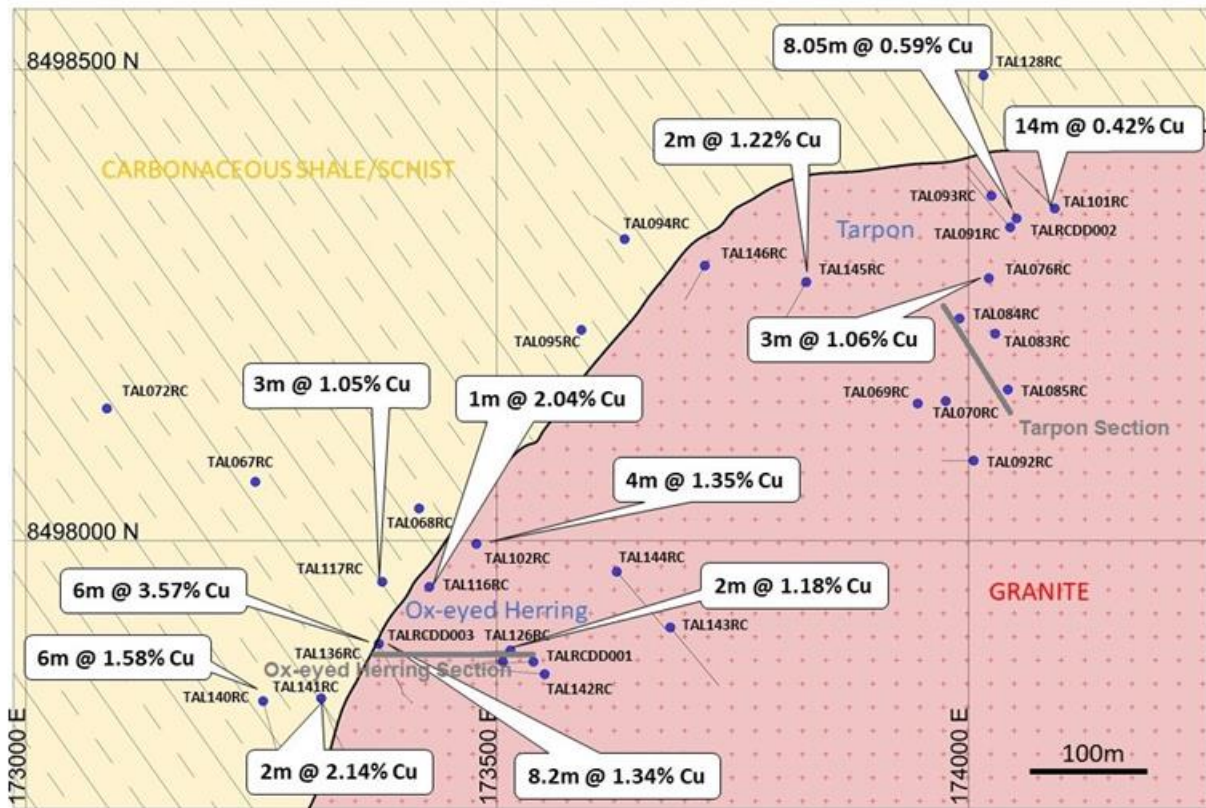 8498500 N
8.05m @ 0.59% Cu
TAL128RC
14m @ 0.42% Cu
2m @ 1.22% Cu
CARBONACEOUS SHALE/SCHIST
TAL093RC
TAL101RC
TAL094RC
Tarpon
TAL091RC
TALRCDD002
TAL146RC
TAL145RC
TAL076RC
TAL084RC
3m @ 1.06% Cu
TAL095RC
TAL083RC
3m @ 1.05% Cu
TAL072RC
1m @ 2.04% Cu
TAL069RC
TAL085RC
TAL070RC
Tarpon Section
TAL067RC
TAL092RC
4m @ 1.35% Cu
TAL068RC
8498000 N
TAL102RC
TAL144RC
TAL117RC
TAL116RC
2m @ 1.18% Cu
6m @ 3.57% Cu
GRANITE
Ox-eyed Herring
TAL143RC
TALRCDD003
TAL126RC
TAL136RC
TALRCDD001
6m @ 1.58% Cu
Ox-eyed Herring Section
TAL141RC
TAL142RC
TAL140RC
173000 E
173500 E
174000 E
100m
2m @ 2.14% Cu
8.2m @ 1.34% Cu